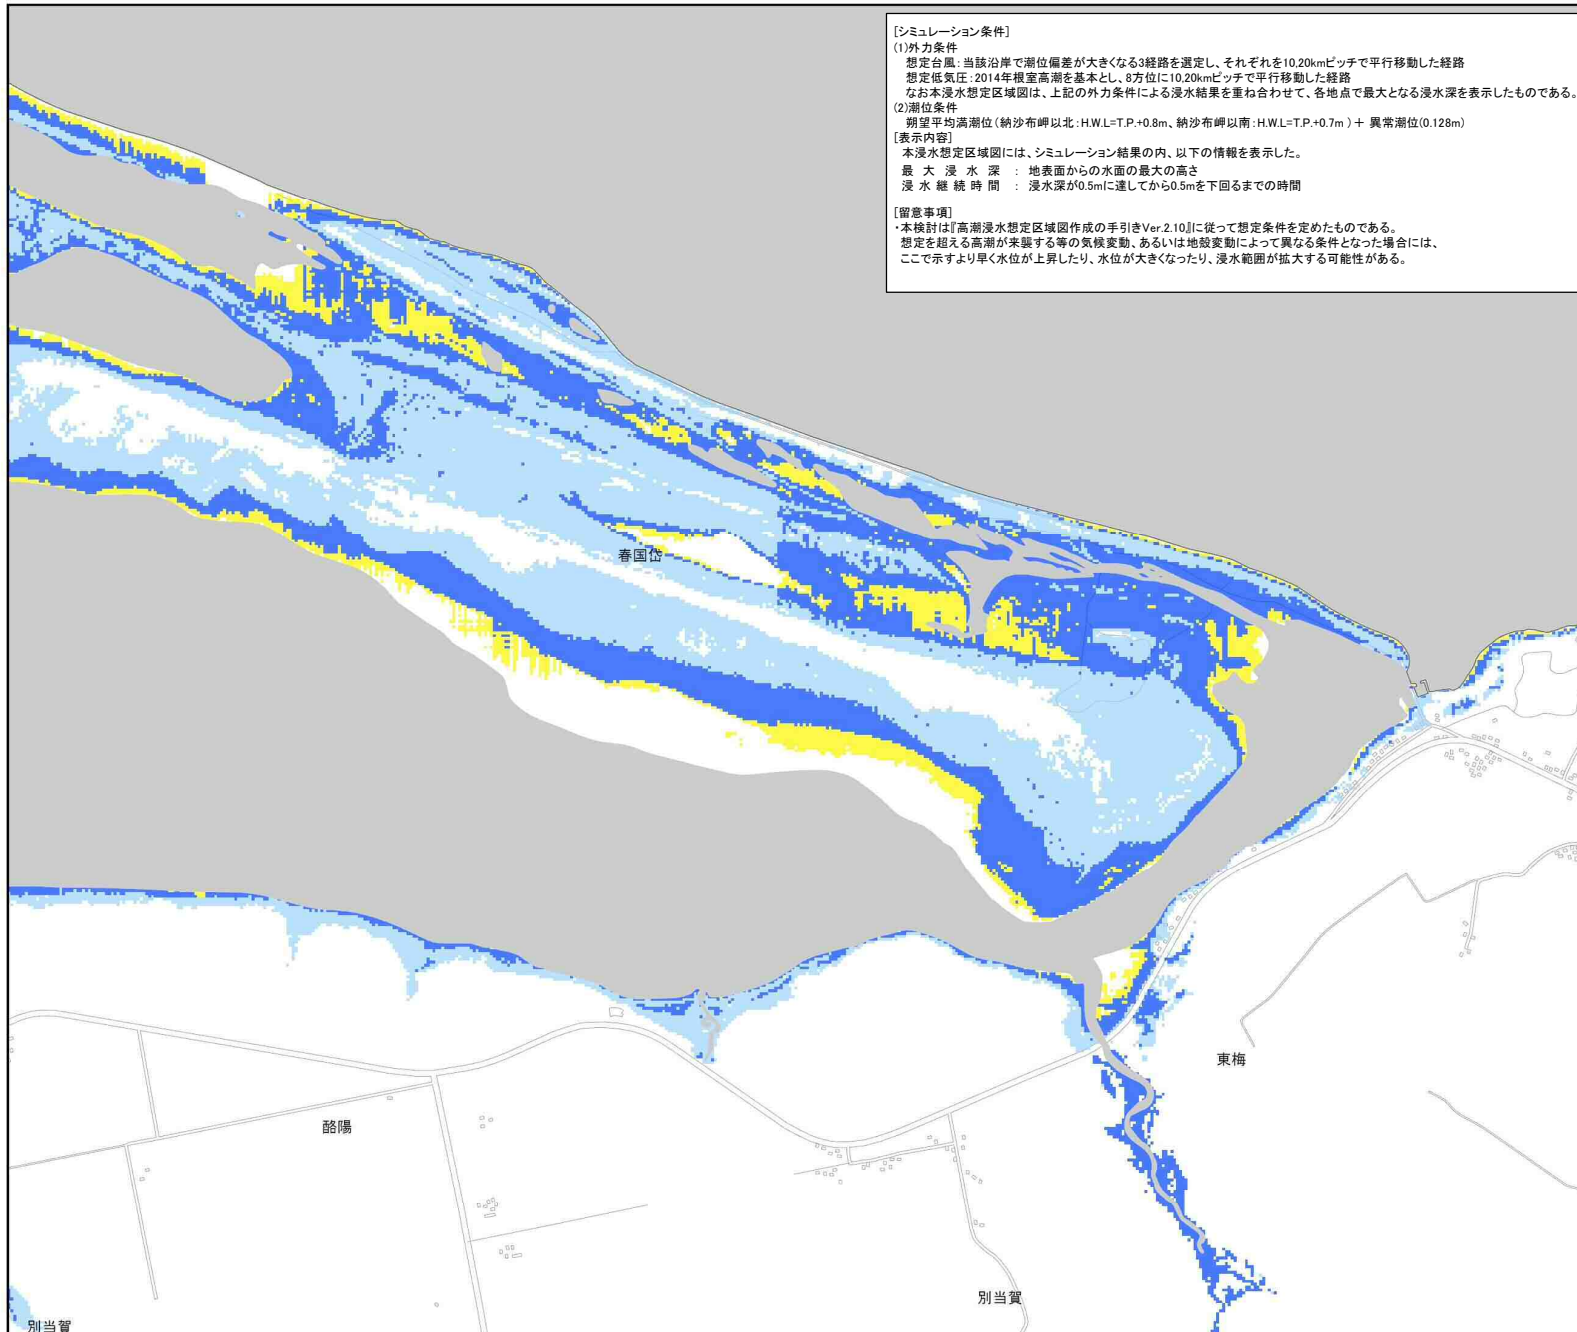 [シミュレーション条件]
(1)外力条件
想定台風：当該沿岸で潮位偏差が大きくなる3経路を選定し、それぞれを10,20kmピッチで平行移動した経路
想定低気圧：2014年根室高潮を基本とし、8方位に10,20kmピッチで平行移動した経路
なお本浸水想定区域図は、上記の外力条件による浸水結果を重ね合わせて、各地点で最大となる浸水深を表示したものである。
(2)潮位条件
朔望平均満潮位（納沙布岬以北：H.W.L=T.P.+0.8m、納沙布岬以南：H.W.L=T.P.+0.7m ）＋ 異常潮位(0.128m)
[表示内容]
本浸水想定区域図には、シミュレーション結果の内、以下の情報を表示した。
最 大 浸 水 深 ： 地表面からの水面の最大の高さ
浸 水 継 続 時 間 ： 浸水深が0.5mに達してから0.5mを下回るまでの時間
[留意事項]
・本検討は『高潮浸水想定区域図作成の手引きVer.2.10』に従って想定条件を定めたものである。
想定を超える高潮が来襲する等の気候変動、あるいは地殻変動によって異なる条件となった場合には、
ここで示すより早く水位が上昇したり、水位が大きくなったり、浸水範囲が拡大する可能性がある。
春国岱
東梅
酪陽
別当賀
別当賀